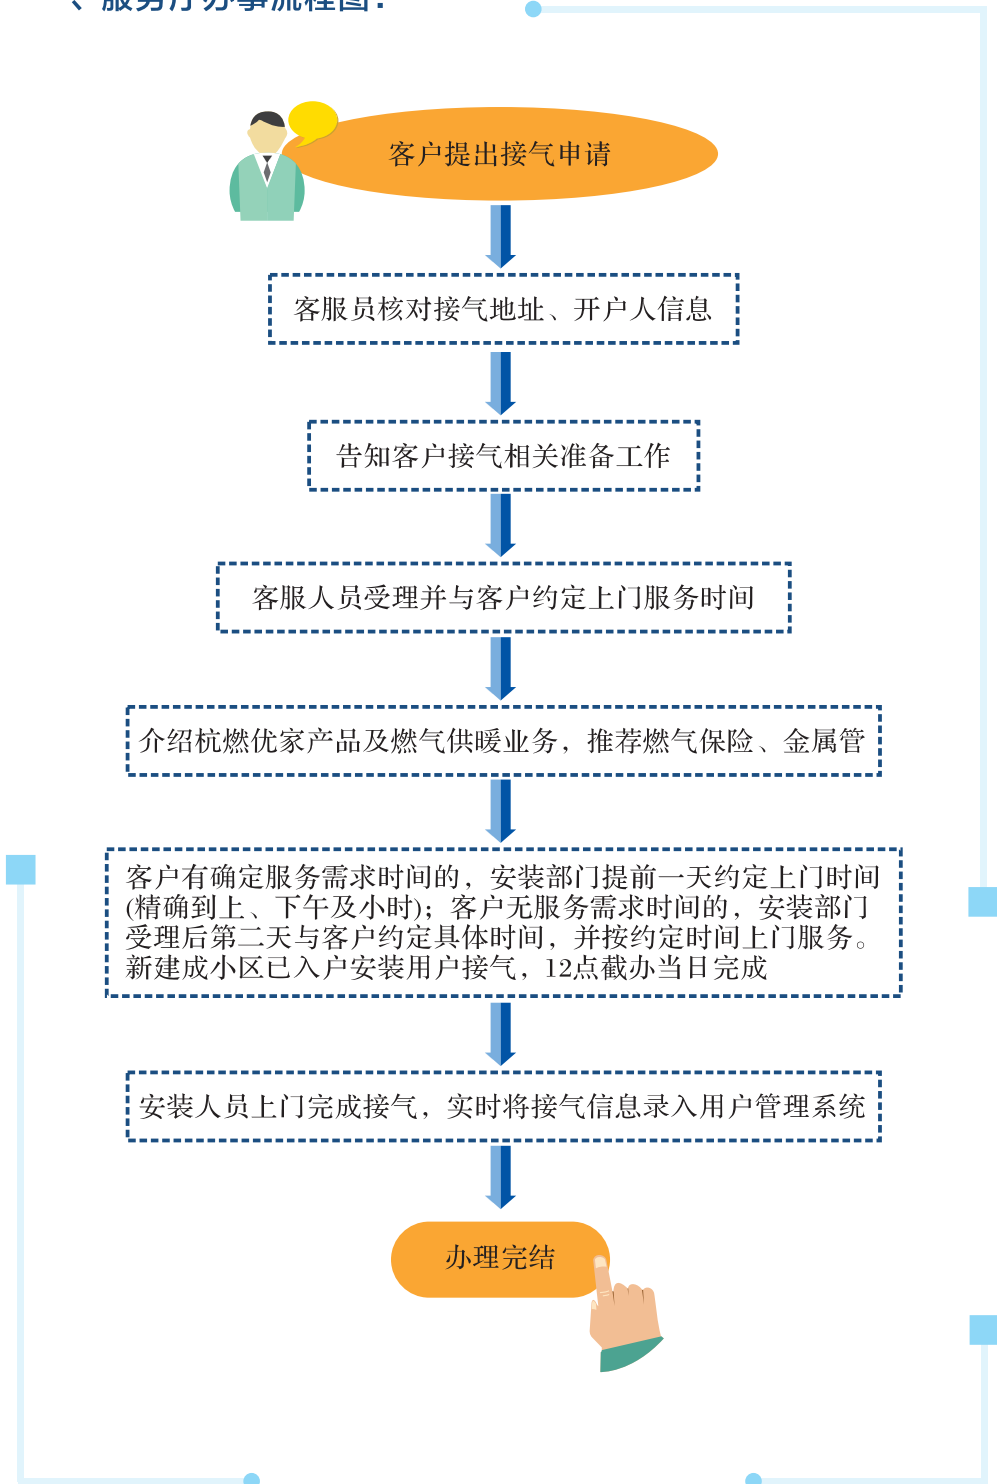 、服务厅办事流程图：
客户提出接气申请
客服员核对接气地址、开户人信息
告知客户接气相关准备工作
客服人员受理并与客户约定上门服务时间
介绍杭燃优家产品及燃气供暖业务，推荐燃气保险、金属管
客户有确定服务需求时间的，安装部门提前一天约定上门时间
(精确到上、下午及小时)；客户无服务需求时间的，安装部门
受理后第二天与客户约定具体时间，并按约定时间上门服务。
新建成小区已入户安装用户接气，12点截办当日完成
安装人员上门完成接气，实时将接气信息录入用户管理系统
办理完结